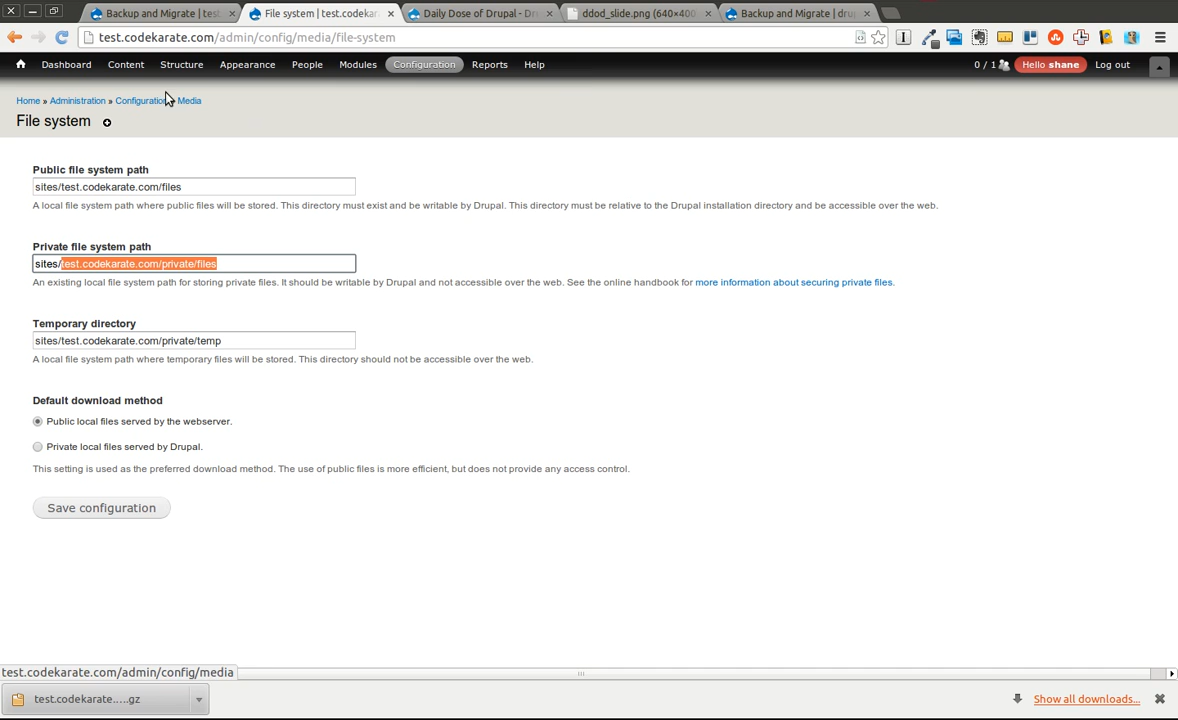 Backup and Migrate | test
File system | test.codekarat
Daily Dose of Drupal - Dr
ddod_slide.png (640×400
Backup and Migrate | drup
test.codekarate.com/admin/config/media/file-system
Dashboard Content Structure Appearance People Modules Configuration Reports Help 0 / 1 Hello shane Log out
Home » Administration » Configuration » Media
File system
Public file system path
sites/test.codekarate.com/files
A local file system path where public files will be stored. This directory must exist and be writable by Drupal. This directory must be relative to the Drupal installation directory and be accessible over the web.
Private file system path
sites/test.codekarate.com/private/files
An existing local file system path for storing private files. It should be writable by Drupal and not accessible over the web. See the online handbook for more information about securing private files.
Temporary directory
sites/test.codekarate.com/private/temp
A local file system path where temporary files will be stored. This directory should not be accessible over the web.
Default download method
Public local files served by the webserver.
Private local files served by Drupal.
This setting is used as the preferred download method. The use of public files is more efficient, but does not provide any access control.
Save configuration
test.codekarate.com/admin/config/media
test.codekarate.....gz
Show all downloads...